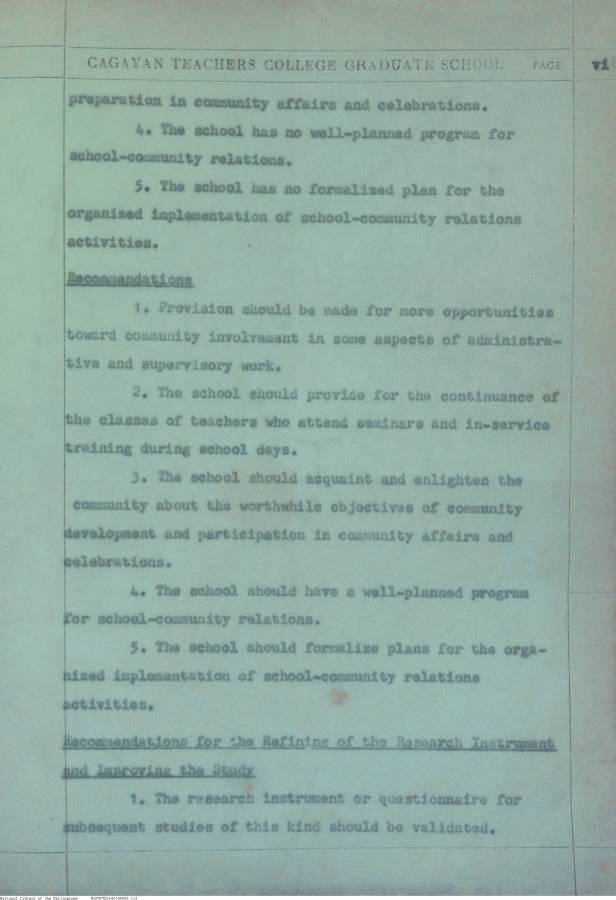 CAGAYAN TEACHERS COLLEGE GRADUATE SCHOOL PAGE vi
preparation in community affairs and celebrations.
4. The school has no well-planned program for
school-community relations.
5. The school has no formalized plan for the
organized implementation of school-community relations
activities.
Recommendations
1. Provision should be made for more opportunities
toward community involvement in some aspects of administra-
tive and supervisory work.
2. The school should provide for the continuance of
the classes of teachers who attend seminars and in-service
training during school days.
3. The school should acquaint and enlighten the
community about the worthwhile objectives of community
development and participation in community affairs and
celebrations.
4. The school should have a well-planned program
for school-community relations.
5. The school should formalize plans for the orga-
nized implementation of school-community relations
activities.
Recommendations for the Refining of the Research Instrument
and Improving the Study
1. The research instrument or questionnaire for
subsequent studies of this kind should be validated.
National Library of the Philippines